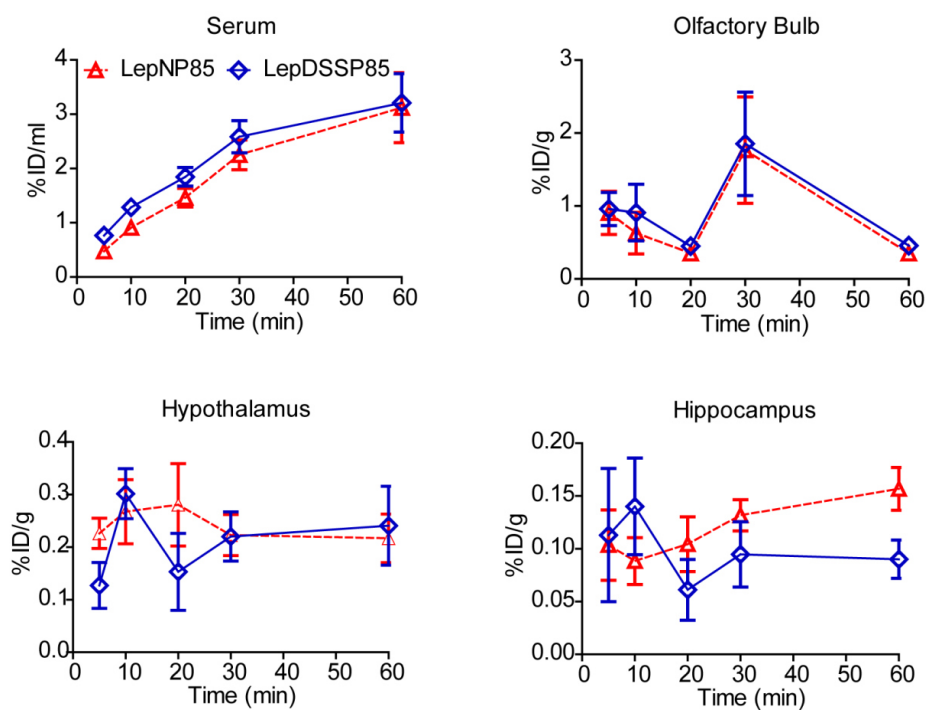 Serum
LepNP85 LepDSSP85
%ID/ml
4
3
2
1
0
0 10 20 30 40 50 60
Time (min)
Olfactory Bulb
%ID/g
3
2
1
0
0 10 20 30 40 50 60
Time (min)
Hypothalamus
%ID/g
0.4
0.3
0.2
0.1
0.0
0 10 20 30 40 50 60
Time (min)
Hippocampus
%ID/g
0.20
0.15
0.10
0.05
0.00
0 10 20 30 40 50 60
Time (min)